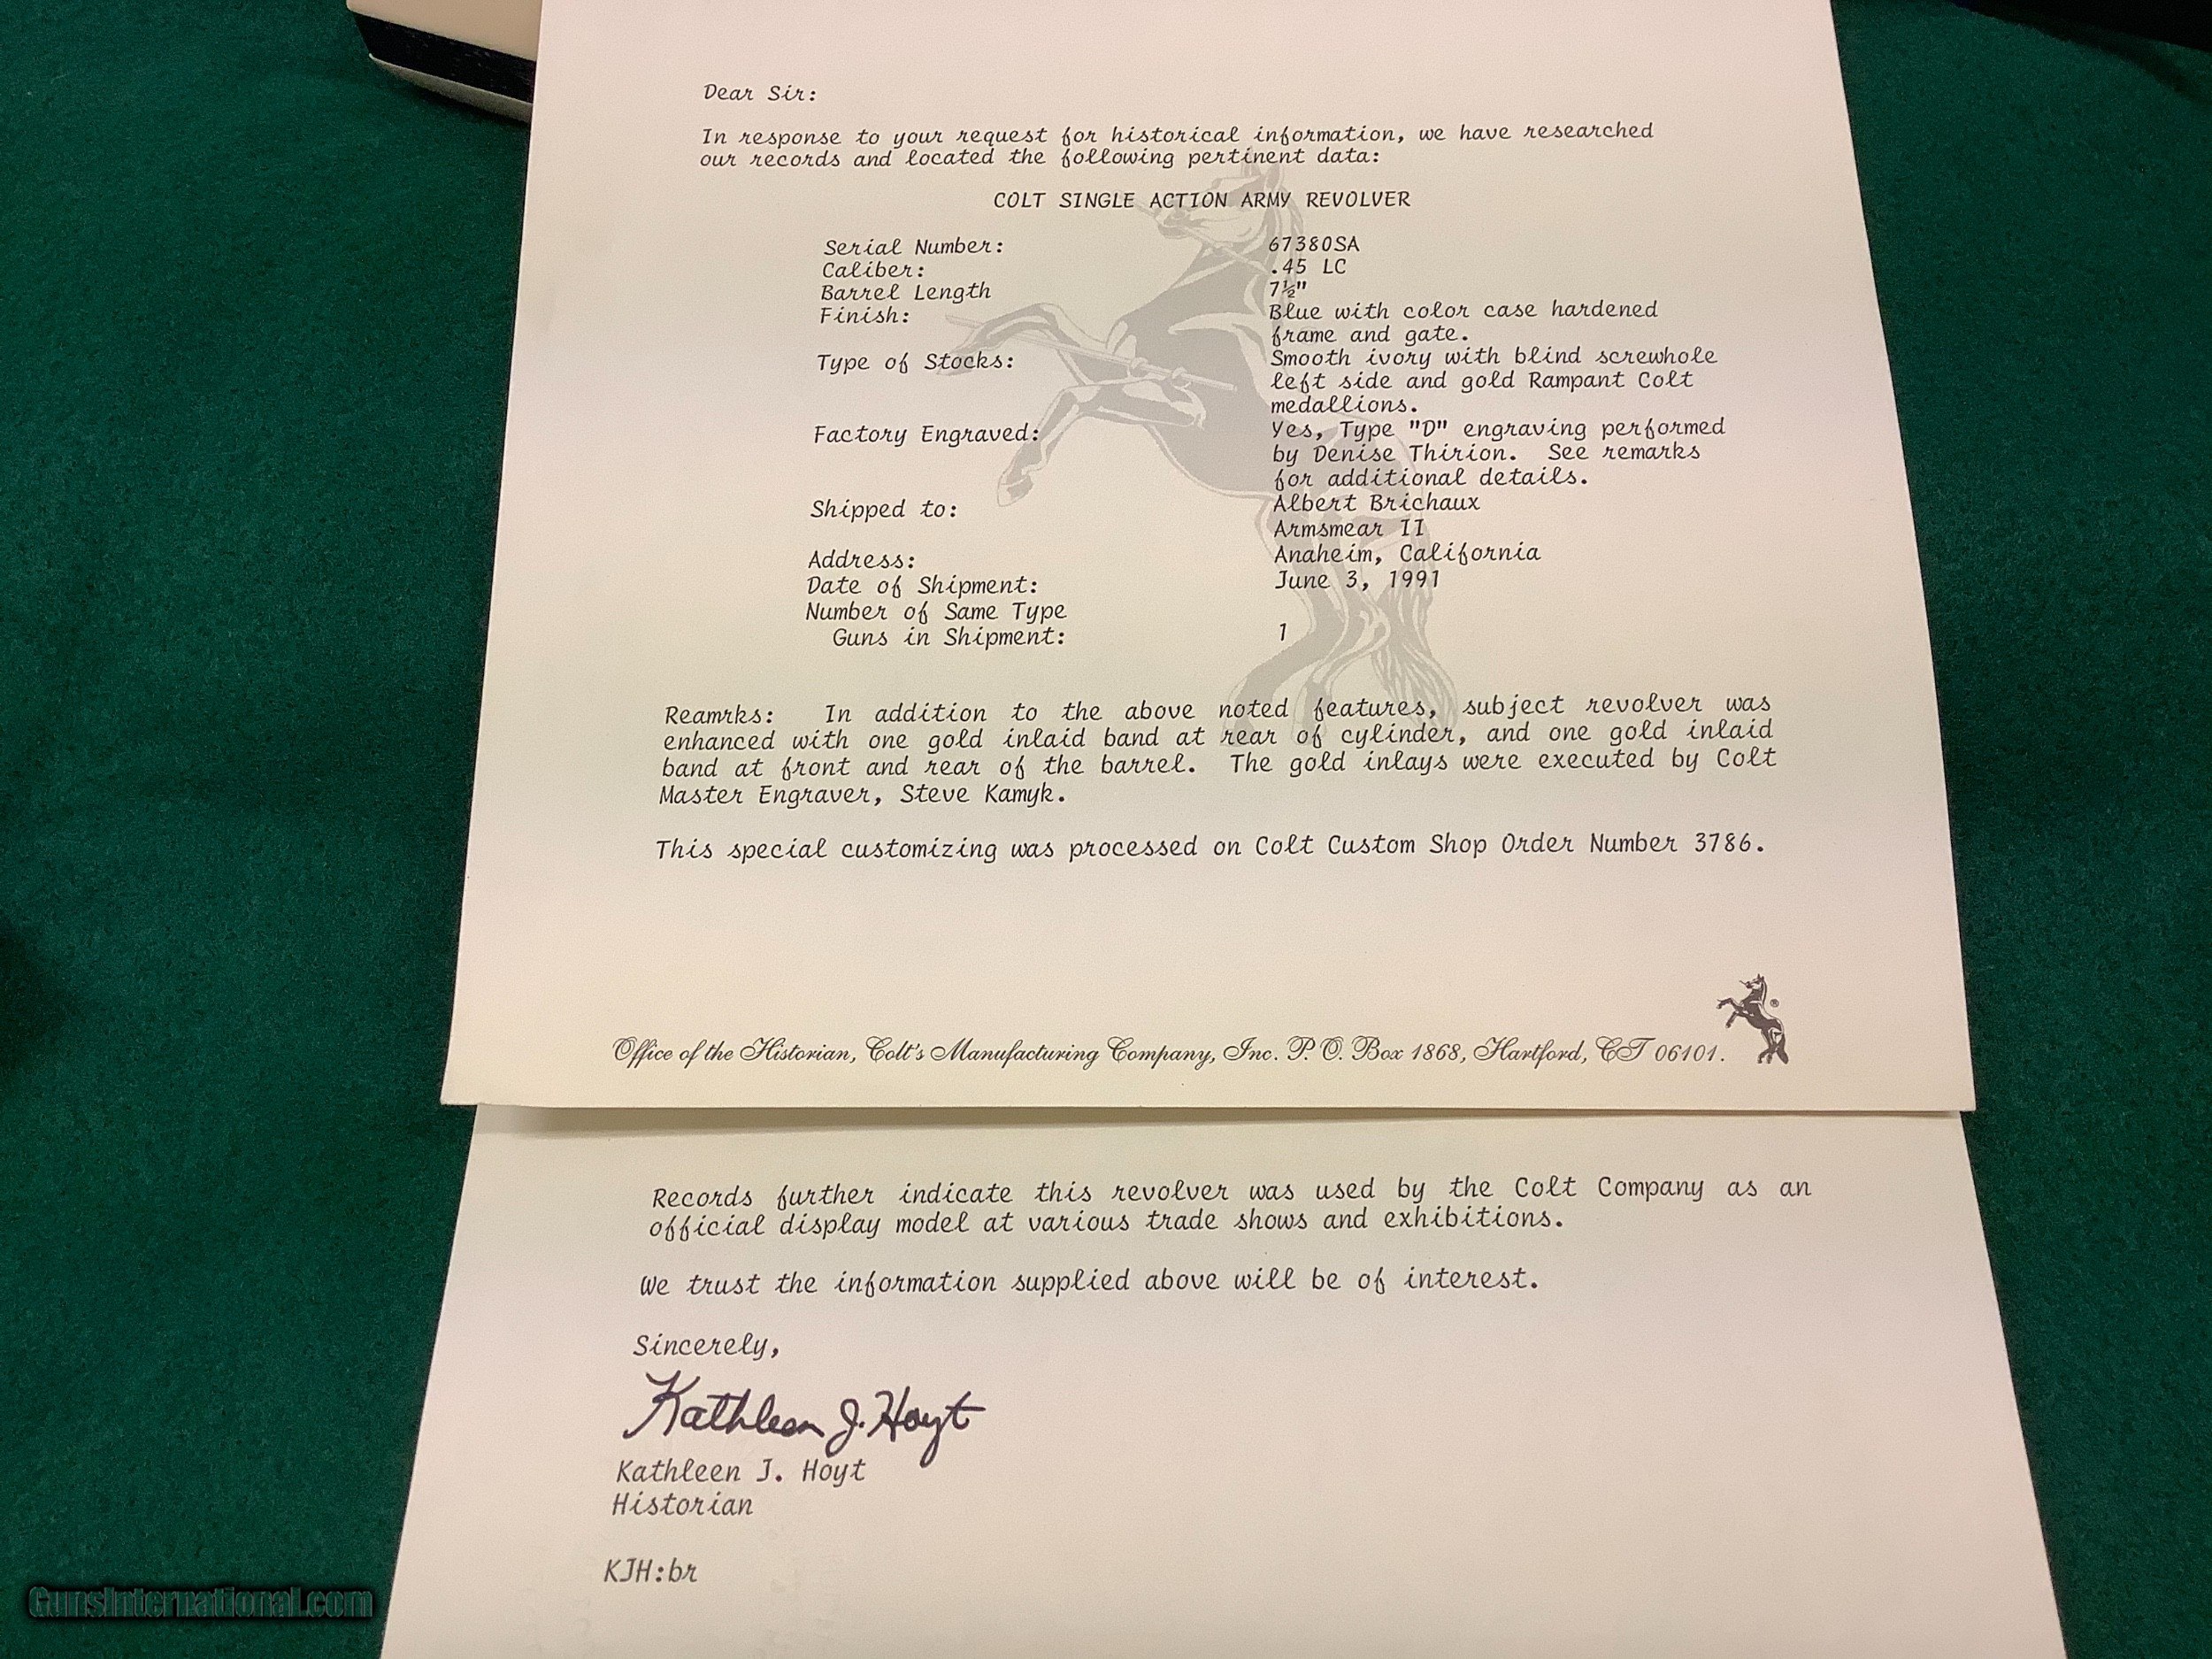 Dear Sir:
In response to your request for historical information, we have researched
our records and located the following pertinent data:
COLT SINGLE ACTION ARMY REVOLVER
Serial Number: 67380SA
Caliber: .45 LC
Barrel Length 7½"
Finish: Blue with color case hardened
frame and gate.
Type of Stocks: Smooth ivory with blind screwhole
left side and gold Rampant Colt
medallions.
Factory Engraved: Yes, Type "D" engraving performed
by Denise Thirion. See remarks
for additional details.
Shipped to: Albert Brichaux
Armsmear II
Address: Anaheim, California
Date of Shipment: June 3, 1991
Number of Same Type
Guns in Shipment: 1
Reamrks: In addition to the above noted features, subject revolver was
enhanced with one gold inlaid band at rear of cylinder, and one gold inlaid
band at front and rear of the barrel. The gold inlays were executed by Colt
Master Engraver, Steve Kamyk.
This special customizing was processed on Colt Custom Shop Order Number 3786.
®
Office of the Historian, Colt's Manufacturing Company, Inc. P. O. Box 1868, Hartford, CT 06101.
Records further indicate this revolver was used by the Colt Company as an
official display model at various trade shows and exhibitions.
We trust the information supplied above will be of interest.
Sincerely,
Kathleen J. Hoyt
Kathleen J. Hoyt
Historian
KJH:br
GunsInternational.com